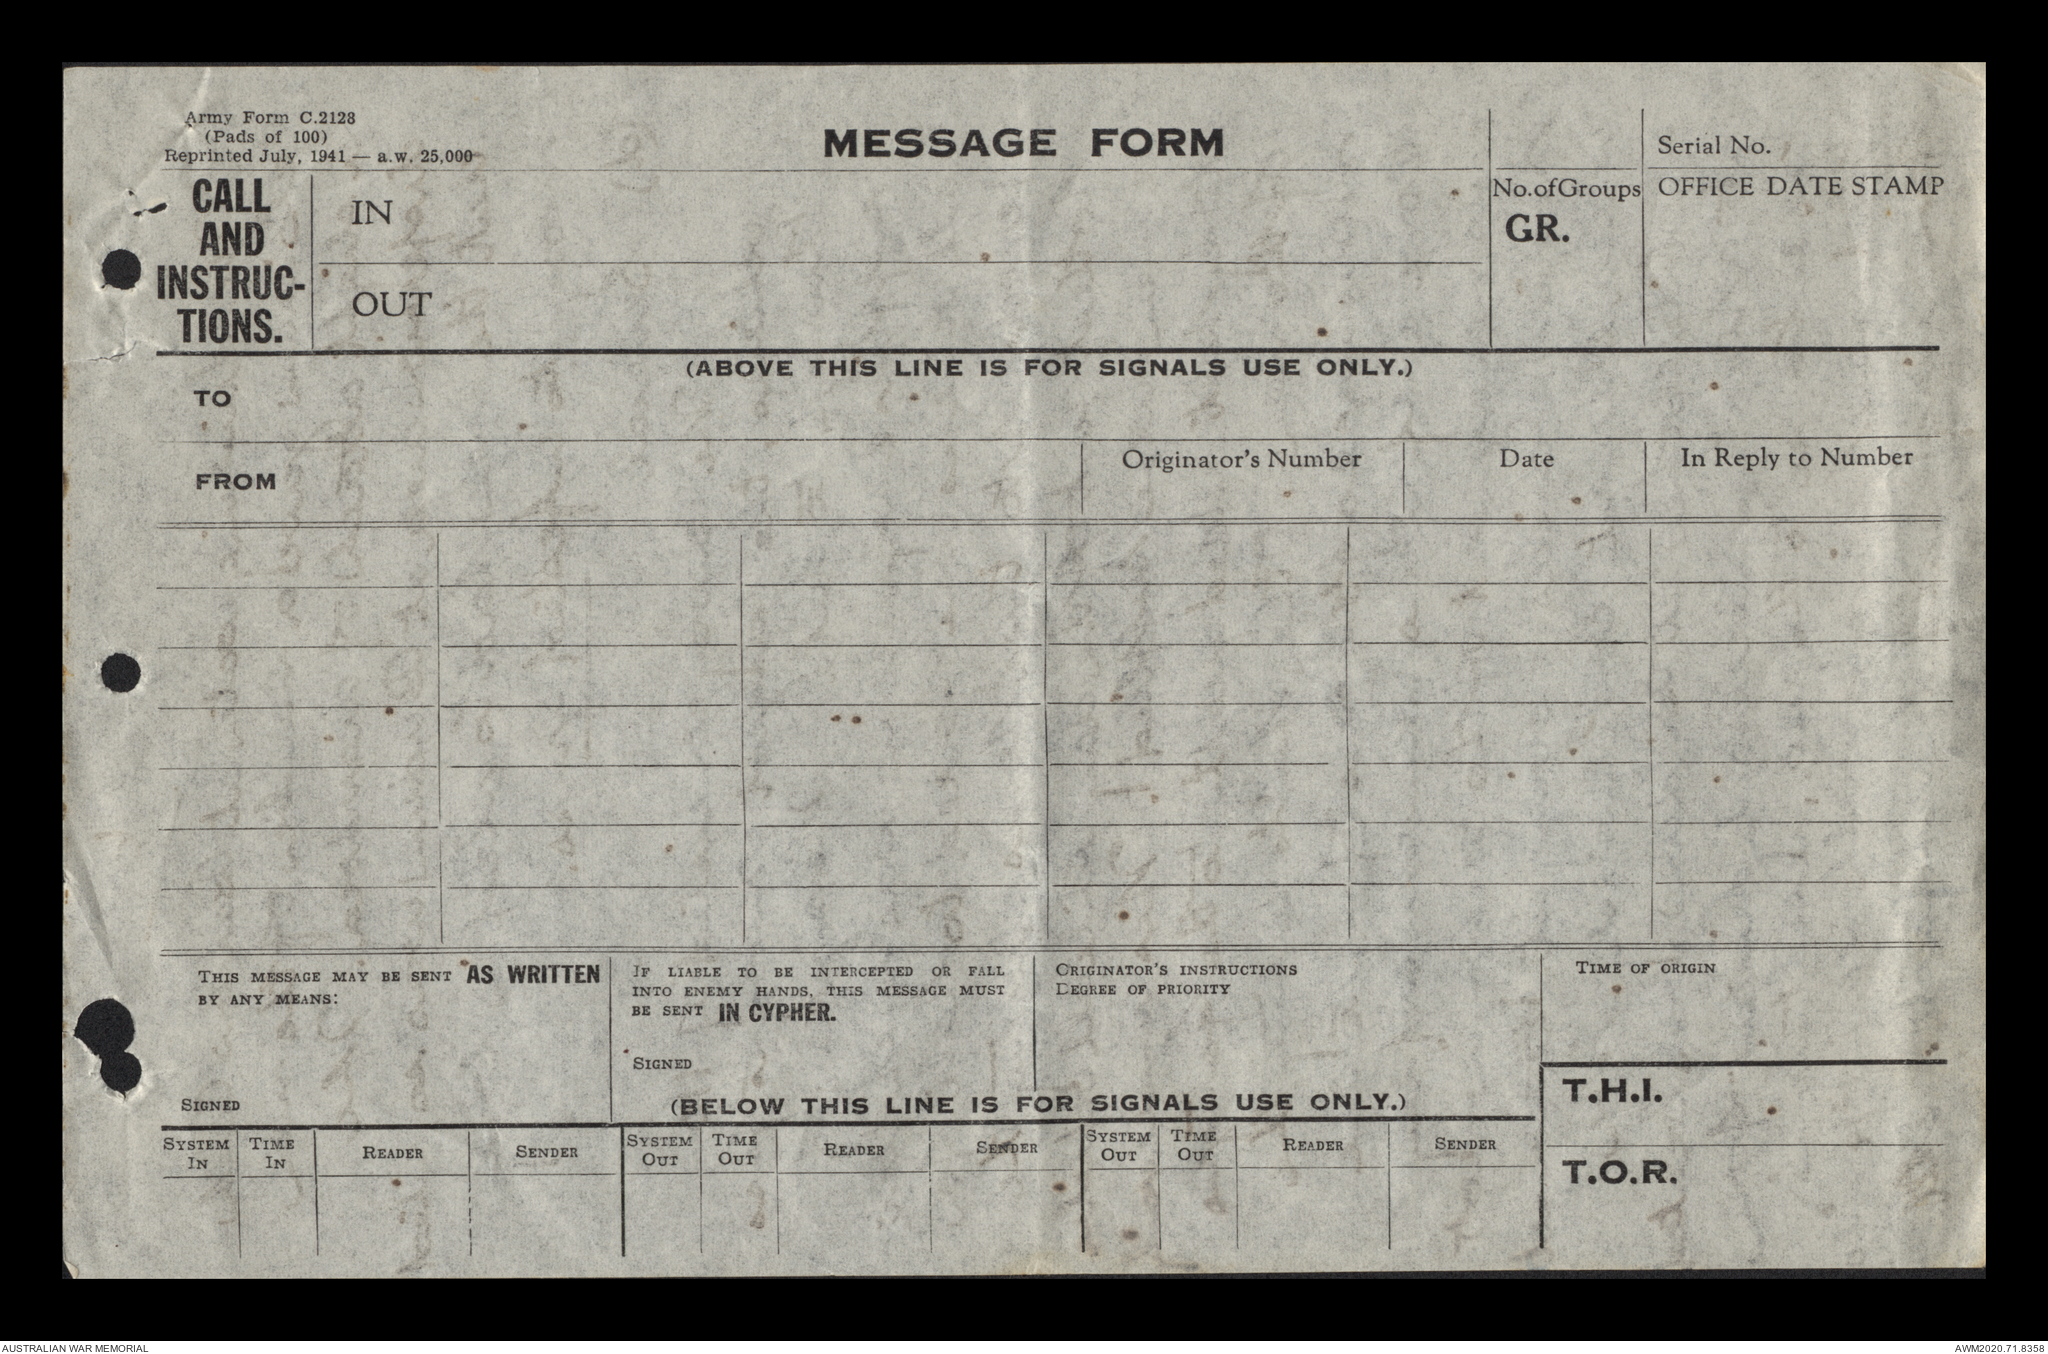 Army Form C.2128
(Pads of 100)
Reprinted July, 1941 — a.w. 25,000
MESSAGE FORM
Serial No.
CALL
AND
INSTRUC-
TIONS.
IN
OUT
No. of Groups
GR.
OFFICE DATE STAMP
(ABOVE THIS LINE IS FOR SIGNALS USE ONLY.)
TO
FROM
Originator's Number
Date
In Reply to Number
THIS MESSAGE MAY BE SENT AS WRITTEN
BY ANY MEANS:
SIGNED
IF LIABLE TO BE INTERCEPTED OR FALL
INTO ENEMY HANDS, THIS MESSAGE MUST
BE SENT IN CYPHER.
SIGNED
ORIGINATOR'S INSTRUCTIONS
DEGREE OF PRIORITY
TIME OF ORIGIN
(BELOW THIS LINE IS FOR SIGNALS USE ONLY.)
T.H.I.
T.O.R.
SYSTEM IN
TIME IN
READER
SENDER
SYSTEM OUT
TIME OUT
READER
SENDER
SYSTEM OUT
TIME OUT
READER
SENDER
AUSTRALIAN WAR MEMORIAL
AWM2020.71.8358